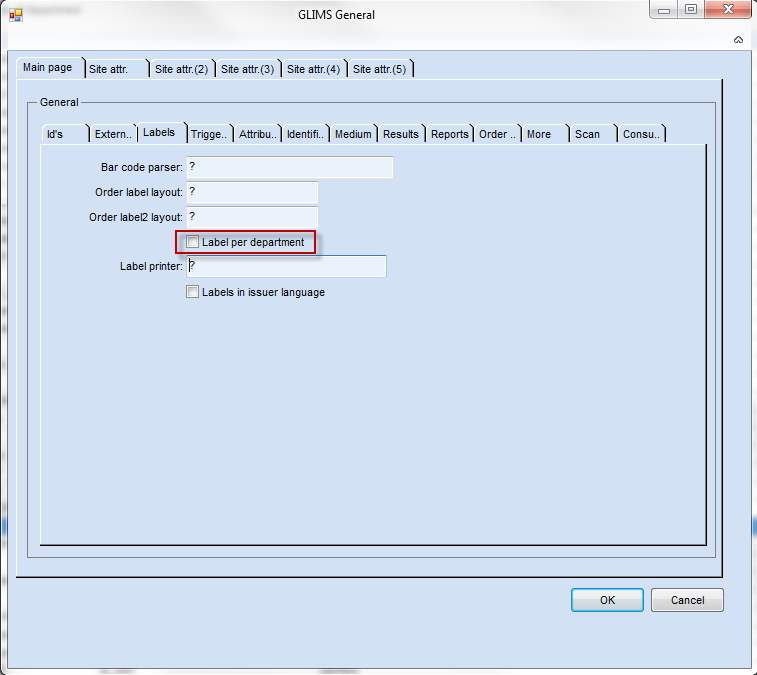 GLIMS General
Main page Site attr. Site attr.(2) Site attr.(3) Site attr.(4) Site attr.(5)
General
Id's Extern.. Labels Trigge.. Attribu.. Identifi.. Medium Results Reports Order .. More Scan Consu..
Bar code parser: ?
Order label layout: ?
Order label2 layout: ?
Label per department
Label printer: ?
Labels in issuer language
OK Cancel